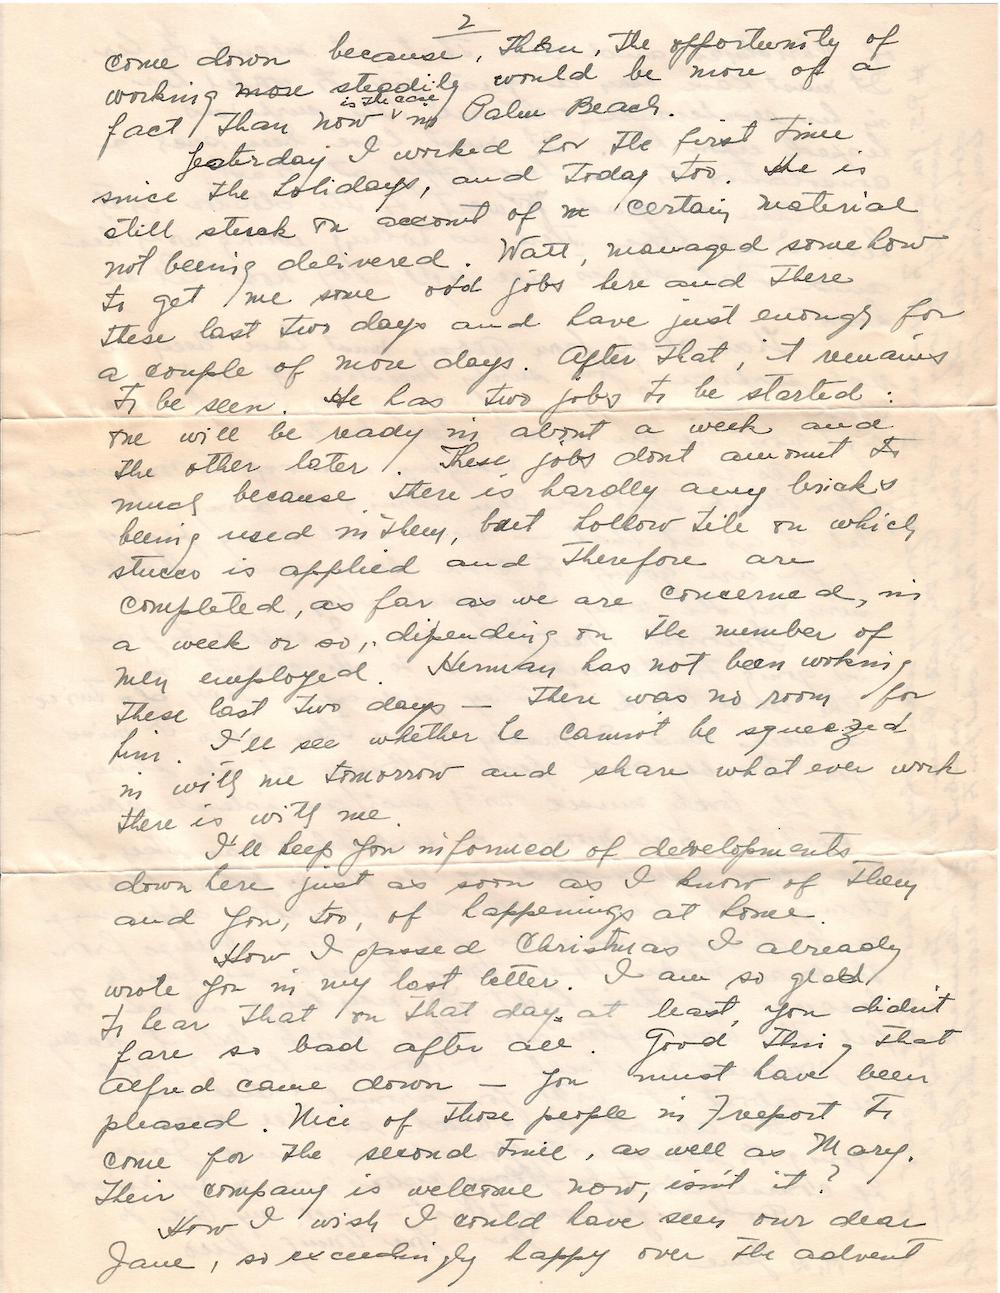 2
come down because, then, the opportunity of
working more steadily would be more of a
is the case
fact, than now in Palm Beach.
Yesterday I worked for the first time
since the holidays, and today too. He is
still stuck on account of certain material
not being delivered. Watt, managed somehow
to get me some odd jobs here and there
these last two days and have just enough for
a couple of more days. After that, it remains
to be seen. He has two jobs to be started:
one will be ready in about a week and
the other later. These jobs dont amount to
much because there is hardly any bricks
being used in them, but hollow tile on which
stucco is applied and therefore are
completed, as far as we are concerned, in
a week or so, depending on the number of
men employed. Herman has not been working
these last two days — there was no room for
him. I'll see whether he cannot be squeezed
in with me tomorrow and share what ever work
there is with me.
I'll keep you informed of developments
down here just as soon as I know of them
and you, too, of happenings at home.
How I passed Christmas I already
wrote you in my last letter. I am so glad
to hear that on that day at least, you didn't
fare so bad after all. Good thing that
Alfred came down — you must have been
pleased. Nice of those people in Freeport to
come for the second time, as well as Mary.
Their company is welcome now, isn't it?
How I wish I could have seen our dear
Jane, so exceedingly happy over the advent